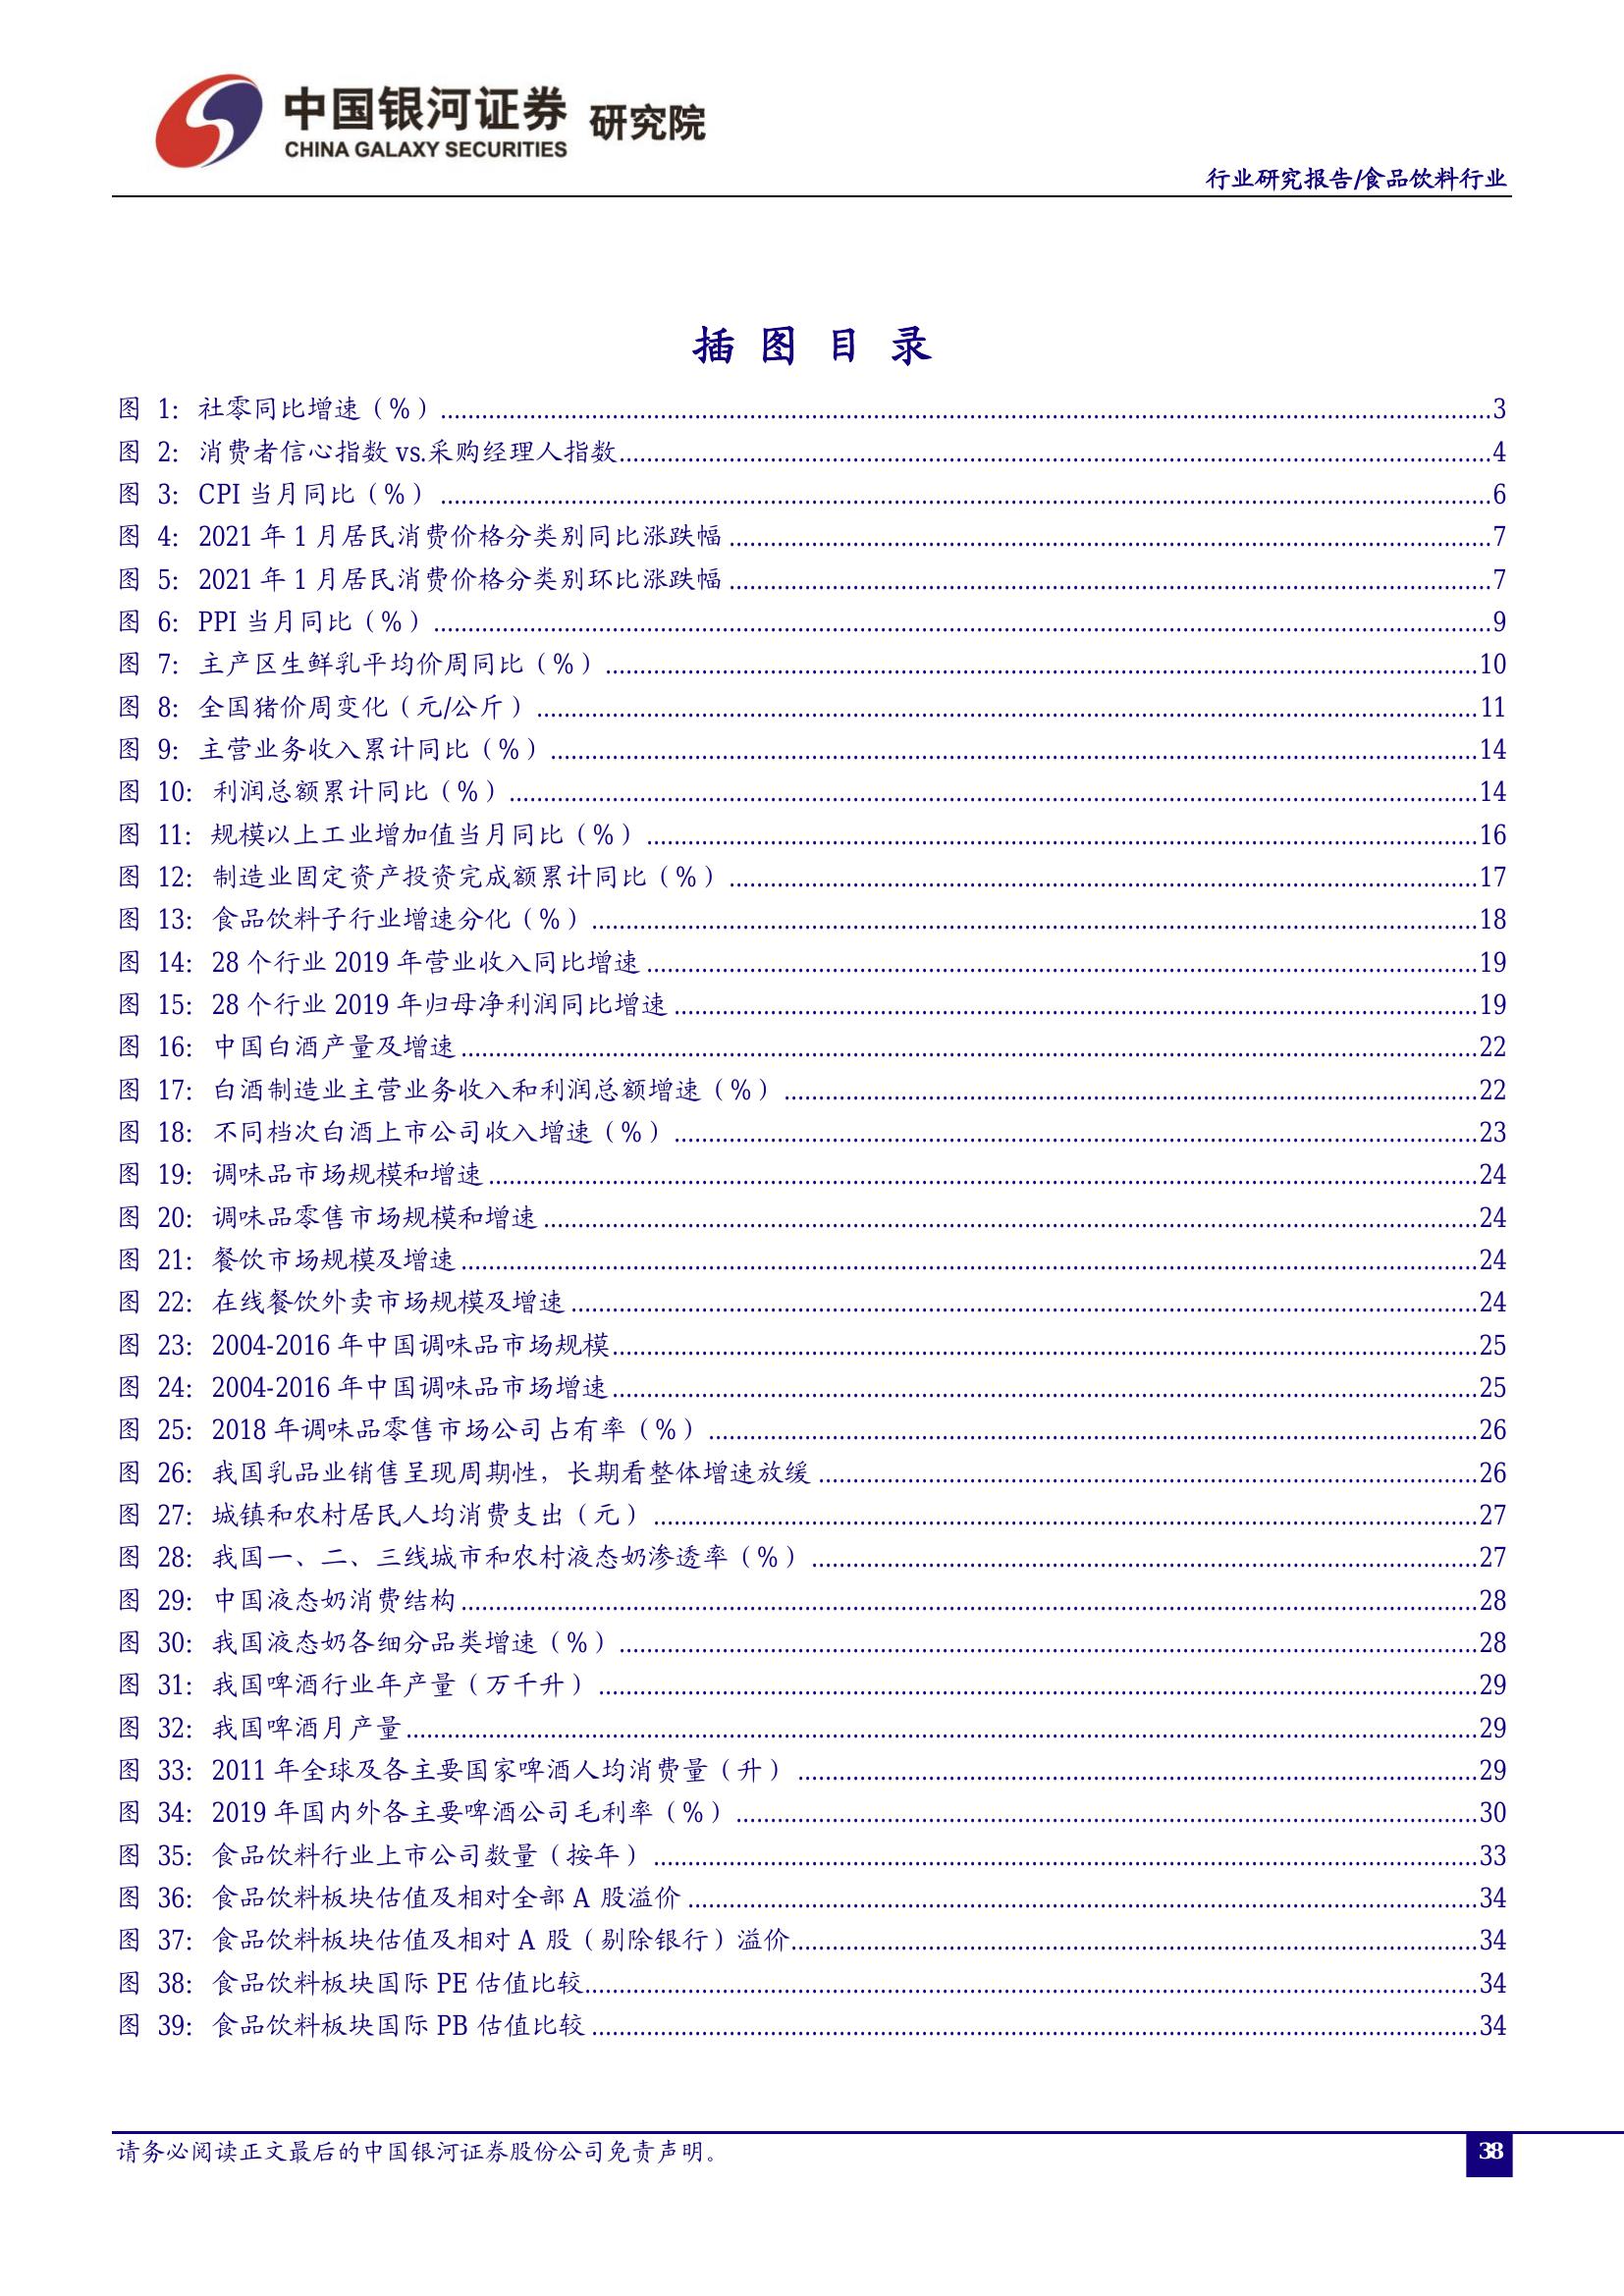 中国银河证券 研究院
CHINA GALAXY SECURITIES
行业研究报告/食品饮料行业
插 图 目 录
图 1: 社零同比增速（%）........3
图 2: 消费者信心指数 vs.采购经理人指数........4
图 3: CPI 当月同比（%）........6
图 4: 2021 年 1 月居民消费价格分类别同比涨跌幅........7
图 5: 2021 年 1 月居民消费价格分类别环比涨跌幅........7
图 6: PPI 当月同比（%）........9
图 7: 主产区生鲜乳平均价周同比（%）........10
图 8: 全国猪价周变化（元/公斤）........11
图 9: 主营业务收入累计同比（%）........14
图 10: 利润总额累计同比（%）........14
图 11: 规模以上工业增加值当月同比（%）........16
图 12: 制造业固定资产投资完成额累计同比（%）........17
图 13: 食品饮料子行业增速分化（%）........18
图 14: 28 个行业 2019 年营业收入同比增速........19
图 15: 28 个行业 2019 年归母净利润同比增速........19
图 16: 中国白酒产量及增速........22
图 17: 白酒制造业主营业务收入和利润总额增速（%）........22
图 18: 不同档次白酒上市公司收入增速（%）........23
图 19: 调味品市场规模和增速........24
图 20: 调味品零售市场规模和增速........24
图 21: 餐饮市场规模及增速........24
图 22: 在线餐饮外卖市场规模及增速........24
图 23: 2004-2016 年中国调味品市场规模........25
图 24: 2004-2016 年中国调味品市场增速........25
图 25: 2018 年调味品零售市场公司占有率（%）........26
图 26: 我国乳品业销售呈现周期性，长期看整体增速放缓........26
图 27: 城镇和农村居民人均消费支出（元）........27
图 28: 我国一、二、三线城市和农村液态奶渗透率（%）........27
图 29: 中国液态奶消费结构........28
图 30: 我国液态奶各细分品类增速（%）........28
图 31: 我国啤酒行业年产量（万千升）........29
图 32: 我国啤酒月产量........29
图 33: 2011 年全球及各主要国家啤酒人均消费量（升）........29
图 34: 2019 年国内外各主要啤酒公司毛利率（%）........30
图 35: 食品饮料行业上市公司数量（按年）........33
图 36: 食品饮料板块估值及相对全部 A 股溢价........34
图 37: 食品饮料板块估值及相对 A 股（剔除银行）溢价........34
图 38: 食品饮料板块国际 PE 估值比较........34
图 39: 食品饮料板块国际 PB 估值比较........34
请务必阅读正文最后的中国银河证券股份公司免责声明。
38